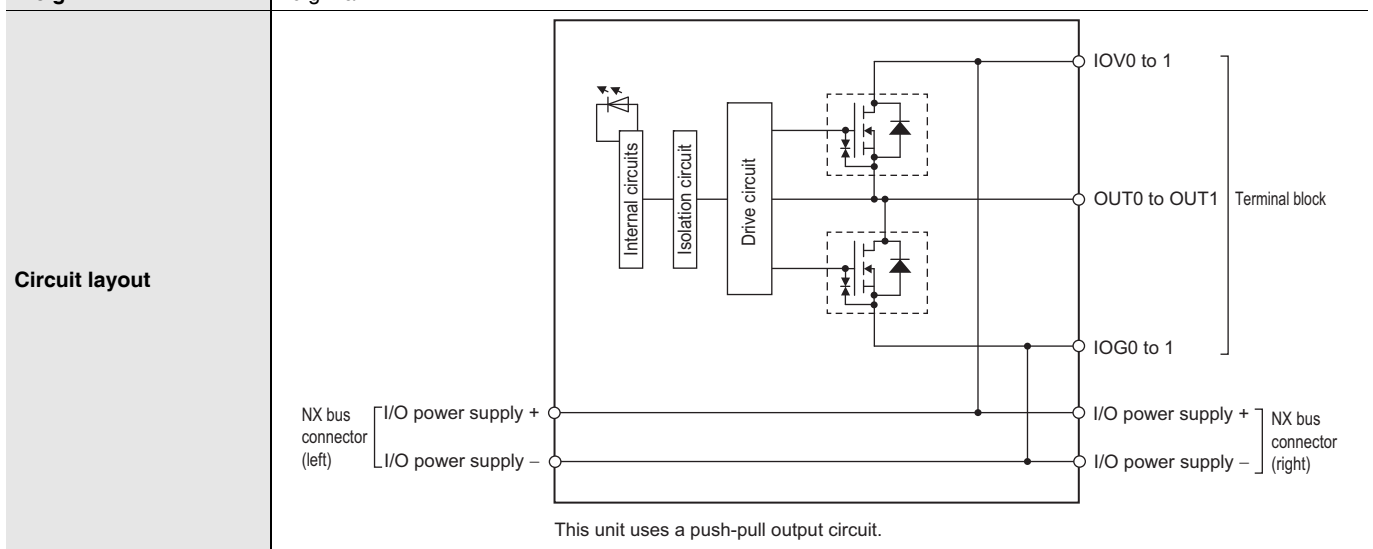 Circuit layout
IOV0 to 1
Internal circuits
Isolation circuit
Drive circuit
OUT0 to OUT1
Terminal block
IOG0 to 1
NX bus
connector
(left)
I/O power supply +
I/O power supply –
I/O power supply +
I/O power supply –
NX bus
connector
(right)
This unit uses a push-pull output circuit.